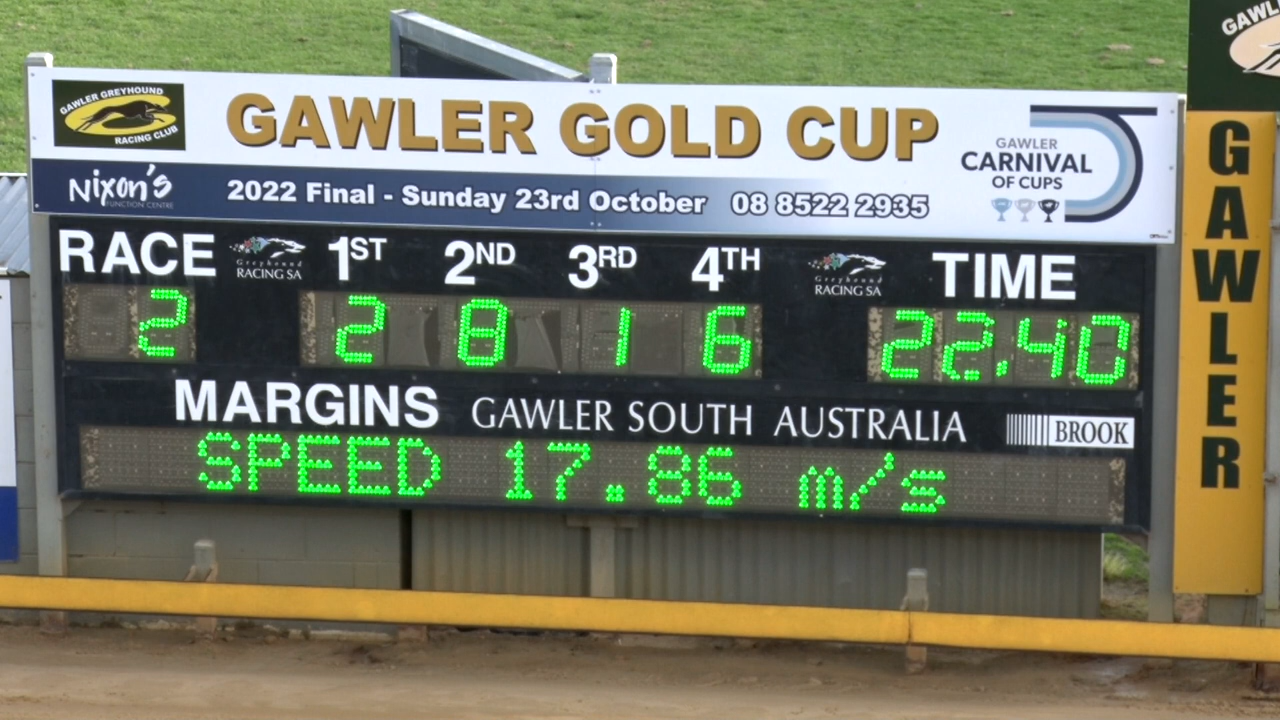 GAWLER GREYHOUND
RACING CLUB
GAWLER GOLD CUP
GAWLER
CARNIVAL
OF CUPS
Nixon's
FUNCTION CENTRE
2022 Final - Sunday 23rd October 08 8522 2935
RACE
Greyhound
RACING SA
1ST 2ND 3RD 4TH
Greyhound
RACING SA
TIME
2 2 8 1 6 22.40
MARGINS GAWLER SOUTH AUSTRALIA BROOK
SPEED 17.86 m/s
GAWLER